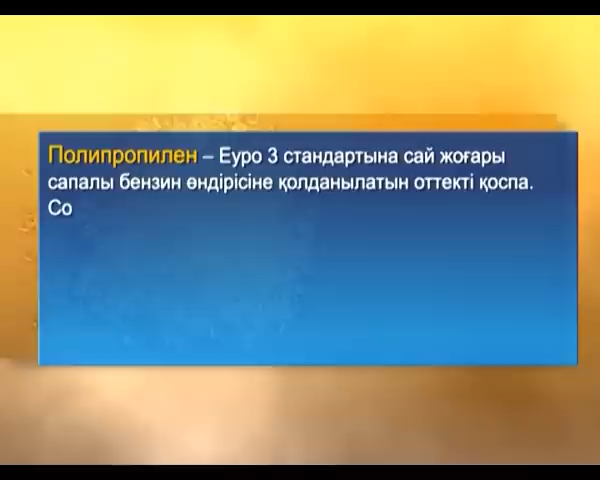 Полипропилен – Еуро 3 стандартына сай жоғары
сапалы бензин өндірісіне қолданылатын оттекті қоспа.
Со